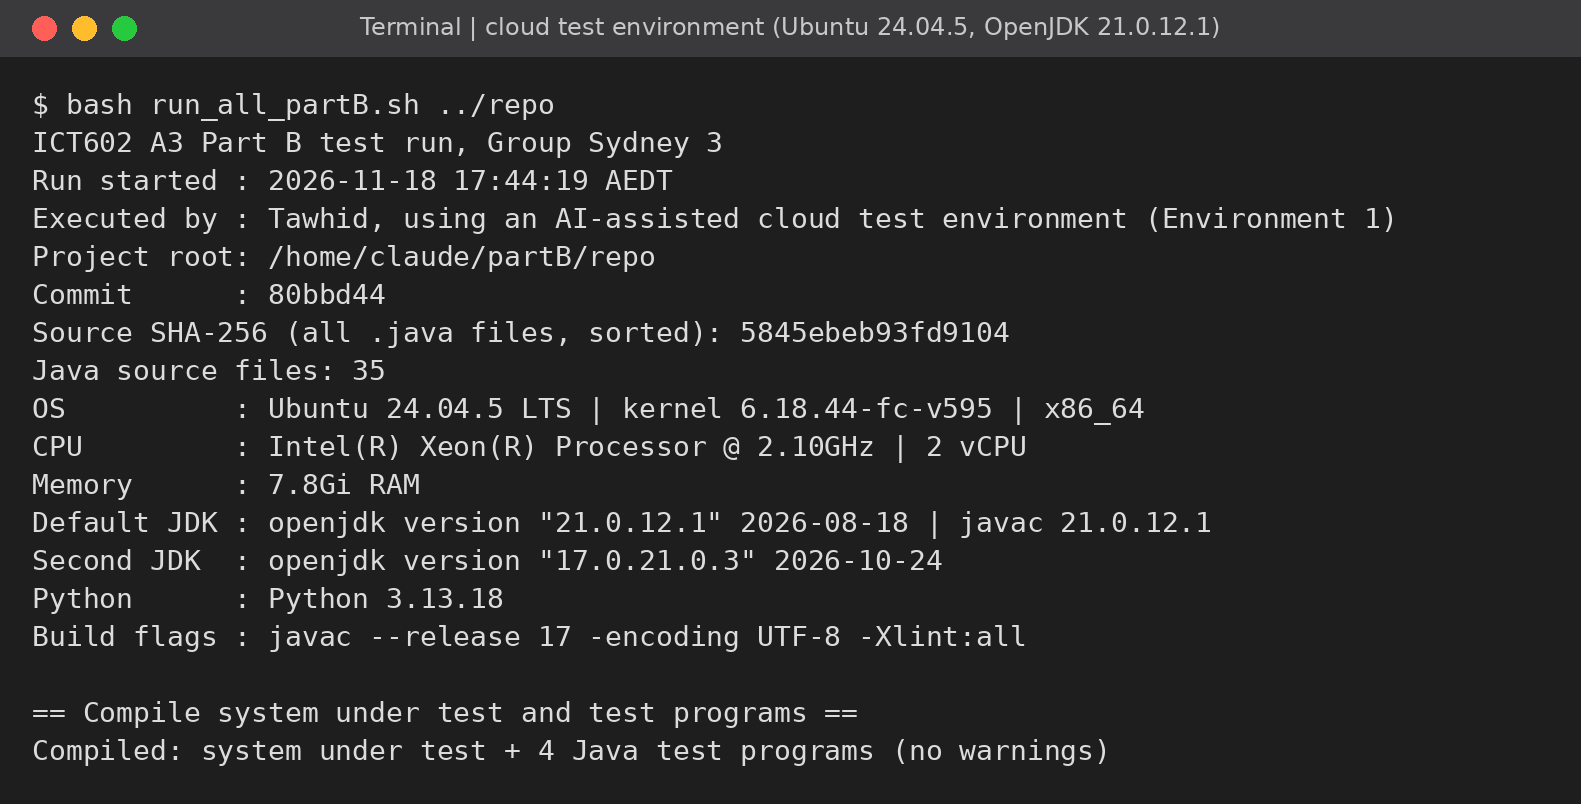 Terminal | cloud test environment (Ubuntu 24.04.5, OpenJDK 21.0.12.1)
$ bash run_all_partB.sh ../repo
ICT602 A3 Part B test run, Group Sydney 3
Run started : 2026-11-18 17:44:19 AEDT
Executed by : Tawhid, using an AI-assisted cloud test environment (Environment 1)
Project root: /home/claude/partB/repo
Commit      : 80bbd44
Source SHA-256 (all .java files, sorted): 5845ebeb93fd9104
Java source files: 35
OS          : Ubuntu 24.04.5 LTS | kernel 6.18.44-fc-v595 | x86_64
CPU         : Intel(R) Xeon(R) Processor @ 2.10GHz | 2 vCPU
Memory      : 7.8Gi RAM
Default JDK : openjdk version "21.0.12.1" 2026-08-18 | javac 21.0.12.1
Second JDK  : openjdk version "17.0.21.0.3" 2026-10-24
Python      : Python 3.13.18
Build flags : javac --release 17 -encoding UTF-8 -Xlint:all
== Compile system under test and test programs ==
Compiled: system under test + 4 Java test programs (no warnings)